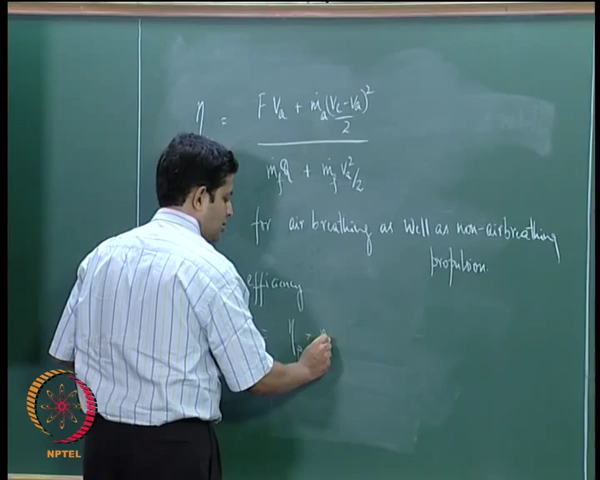 η = F Va + ṁa (Ve-Va)²/2
ṁf Q + ṁf Va²/2
for air breathing as well as non-airbreathing
propulsion.
efficiency
= η
NPTEL